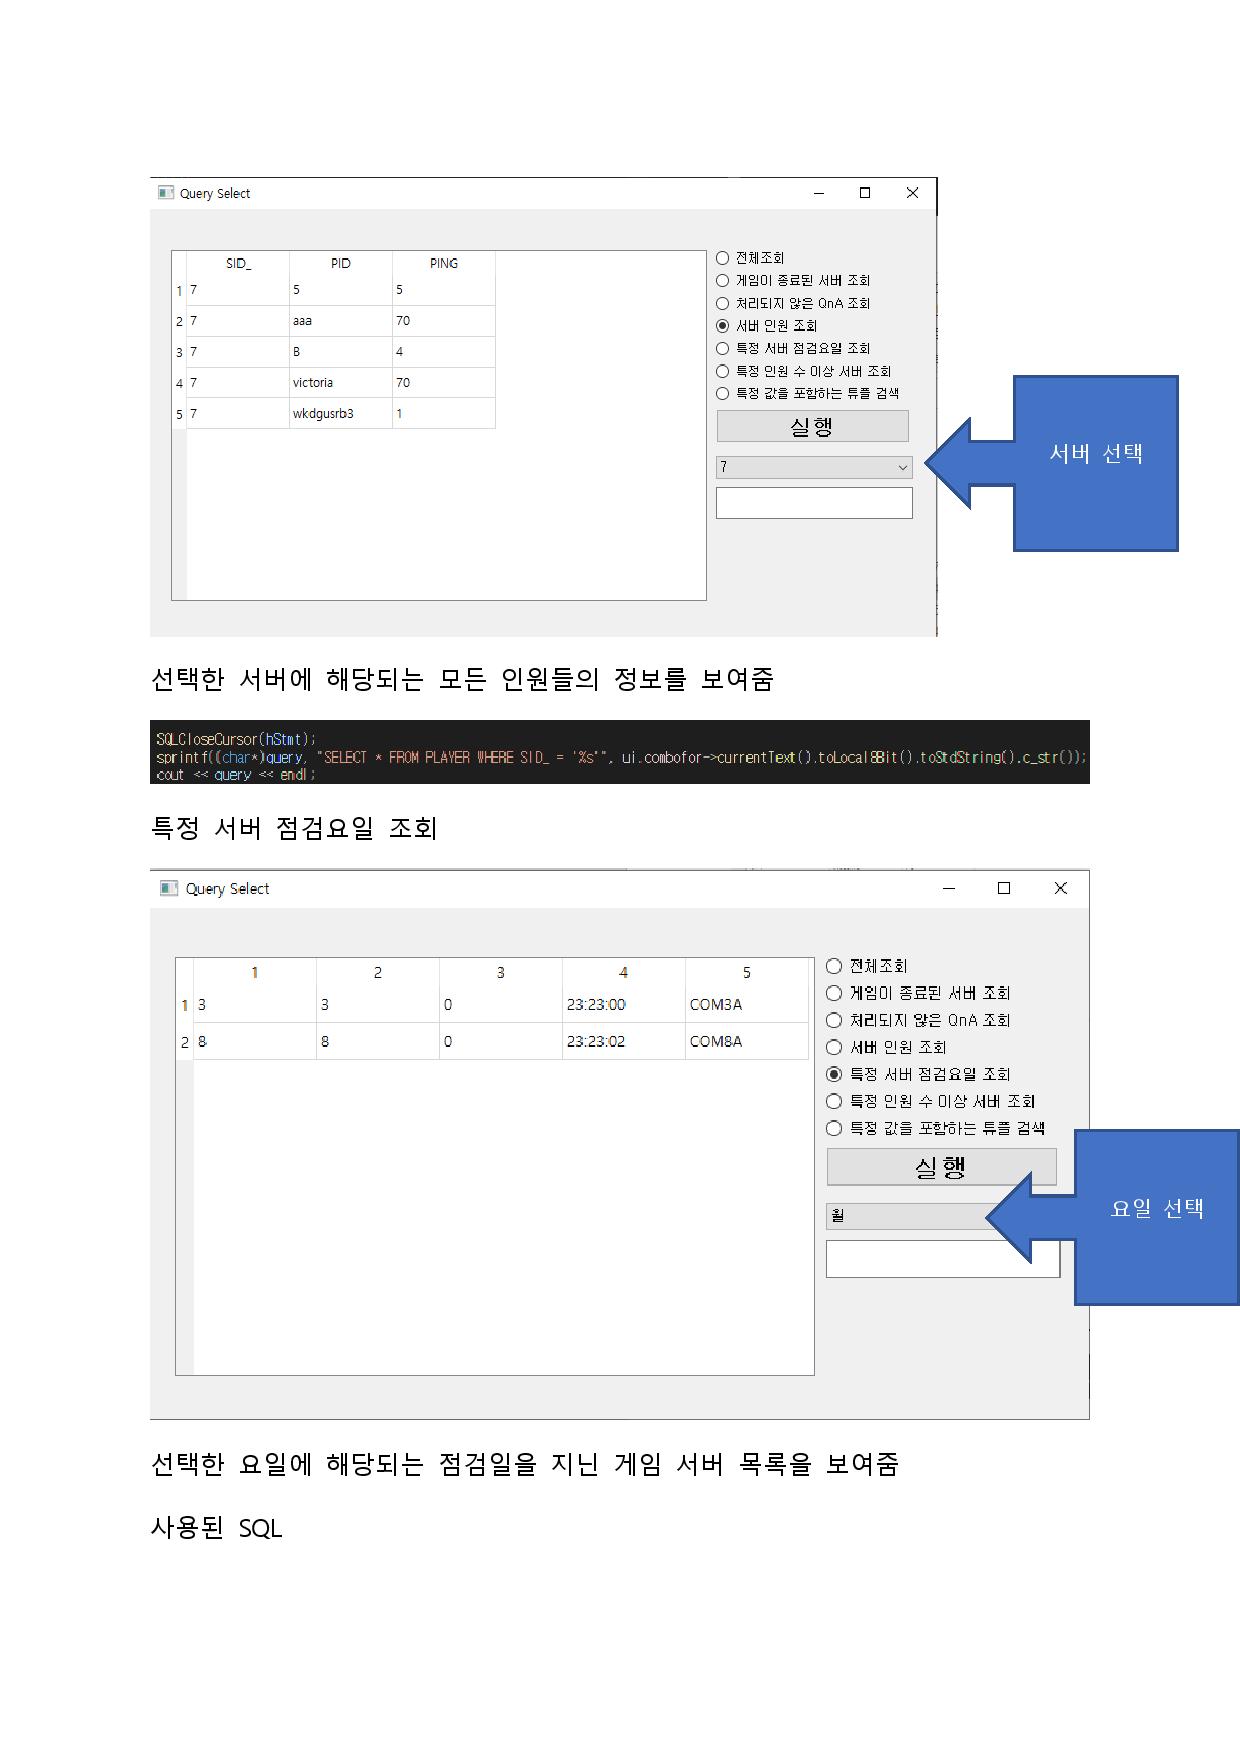 Query Select
SID_ PID PING
1 7 5 5
2 7 aaa 70
3 7 B 4
4 7 victoria 70
5 7 wkdgusrb3 1
전체조회
게임이 종료된 서버 조회
처리되지 않은 QnA 조회
서버 인원 조회
특정 서버 점검요일 조회
특정 인원 수 이상 서버 조회
특정 값을 포함하는 튜플 검색
실행
7
서버 선택
선택한 서버에 해당되는 모든 인원들의 정보를 보여줌
SQLCloseCursor(hStmt);
sprintf((char*)query, "SELECT * FROM PLAYER WHERE SID_ = '%s'", ui.combofor->currentText().toLocal8Bit().toStdString().c_str());
cout << query << endl;
특정 서버 점검요일 조회
Query Select
1 2 3 4 5
1 3 3 0 23:23:00 COM3A
2 8 8 0 23:23:02 COM8A
전체조회
게임이 종료된 서버 조회
처리되지 않은 QnA 조회
서버 인원 조회
특정 서버 점검요일 조회
특정 인원 수 이상 서버 조회
특정 값을 포함하는 튜플 검색
실행
월
요일 선택
선택한 요일에 해당되는 점검일을 지닌 게임 서버 목록을 보여줌
사용된 SQL